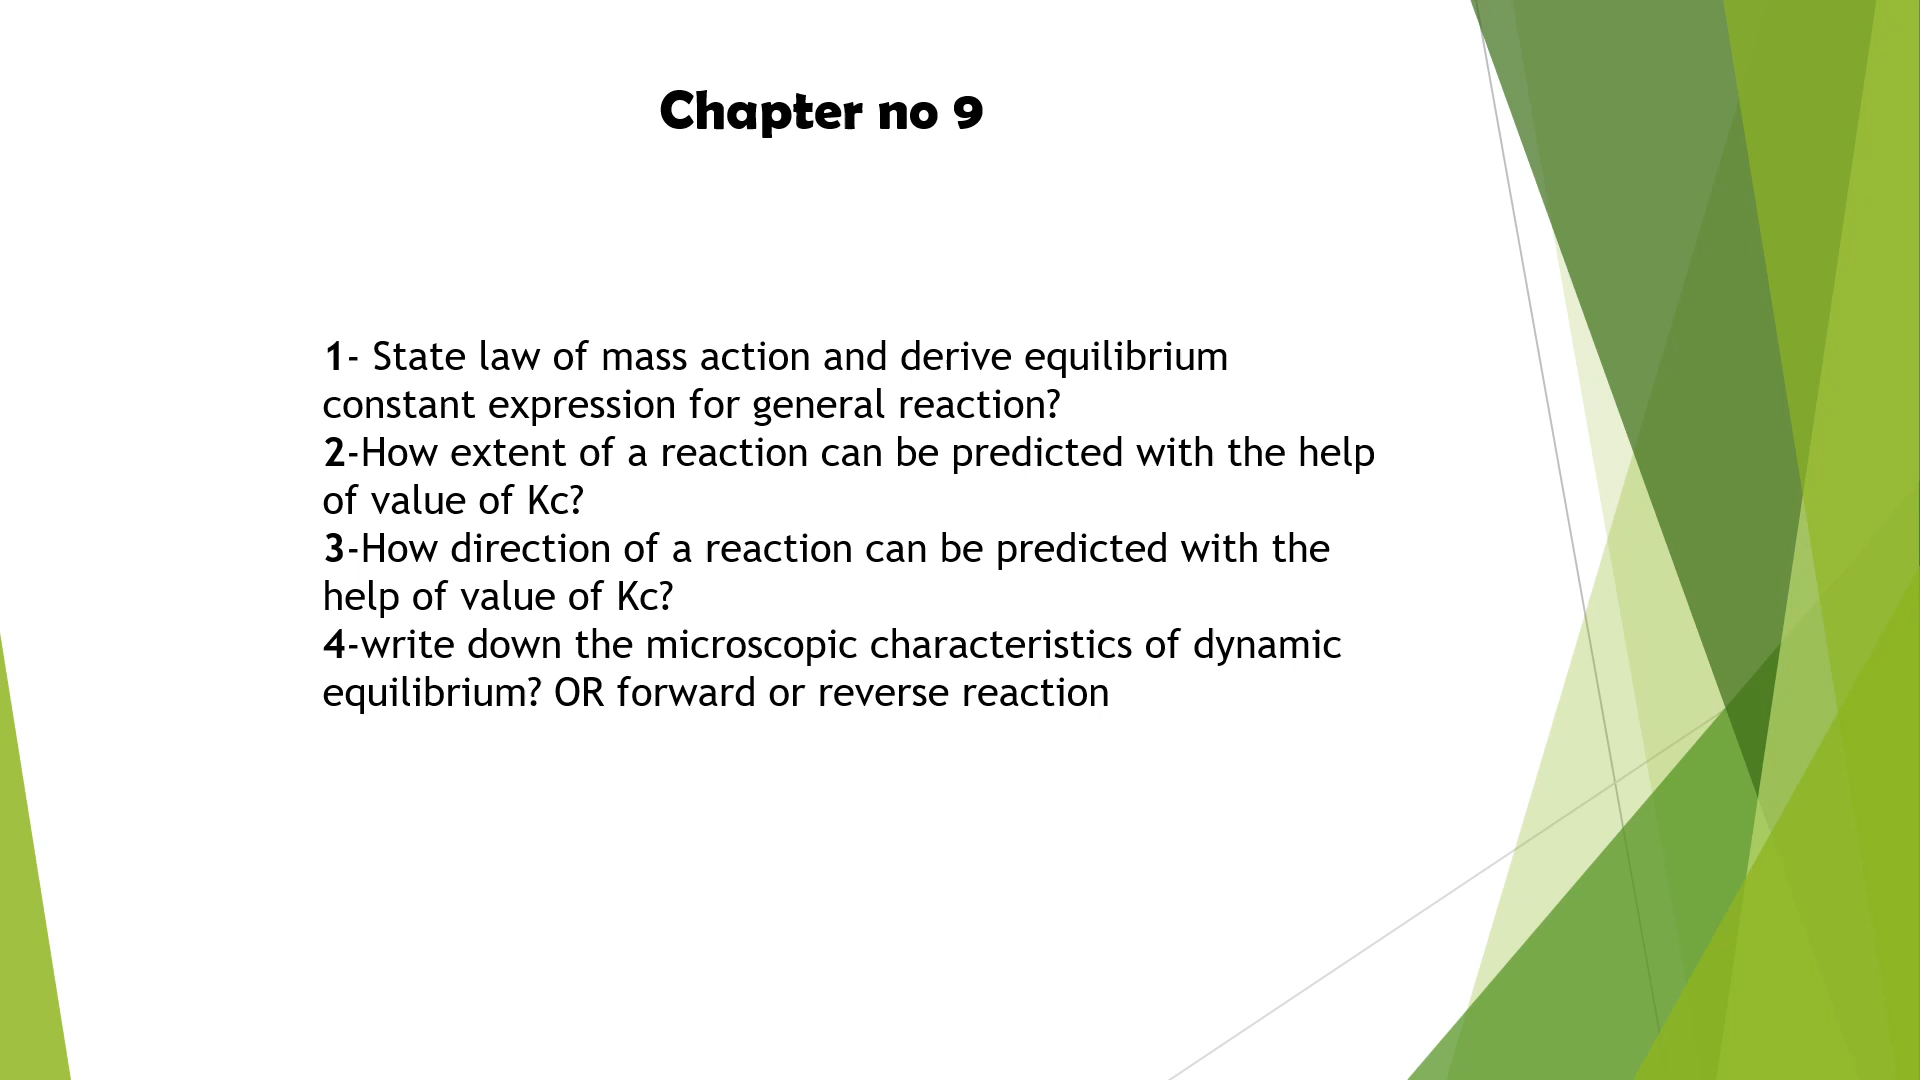 Chapter no 9
1- State law of mass action and derive equilibrium
constant expression for general reaction?
2-How extent of a reaction can be predicted with the help
of value of Kc?
3-How direction of a reaction can be predicted with the
help of value of Kc?
4-write down the microscopic characteristics of dynamic
equilibrium? OR forward or reverse reaction